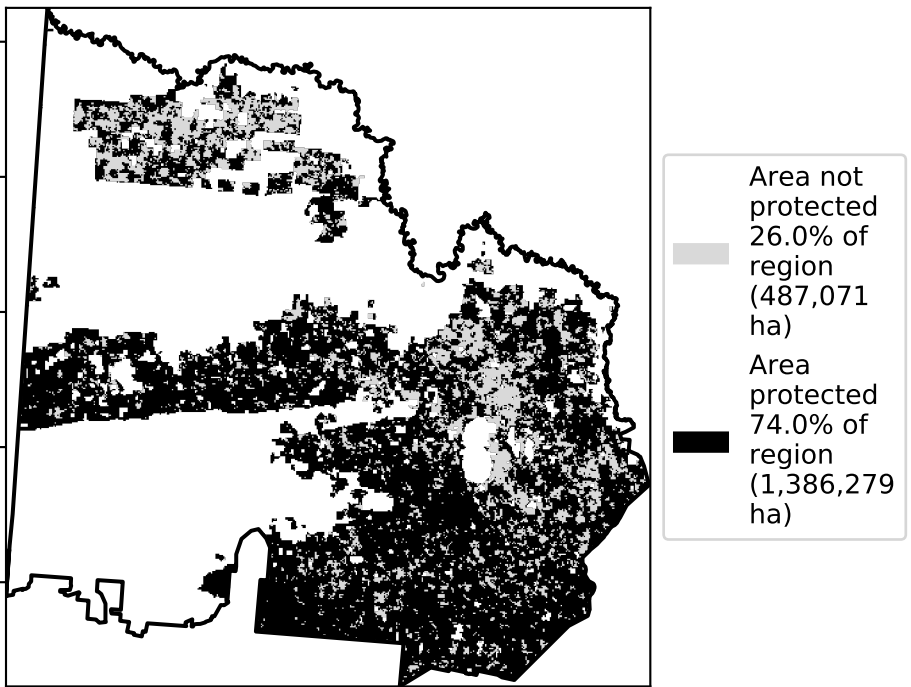 Area not
protected
26.0% of
region
(487,071
ha)
Area
protected
74.0% of
region
(1,386,279
ha)